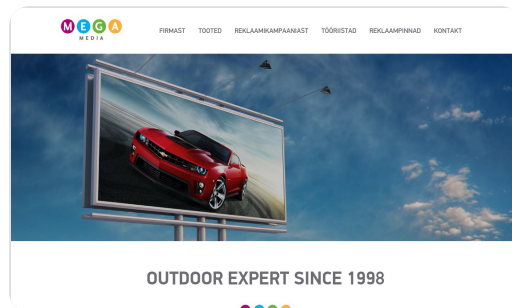 MEGA
MEDIA
FIRMAST TOOTED REKLAAMIKAMPAANIAST TÖÖRIISTAD REKLAAMPINNAD KONTAKT
OUTDOOR EXPERT SINCE 1998